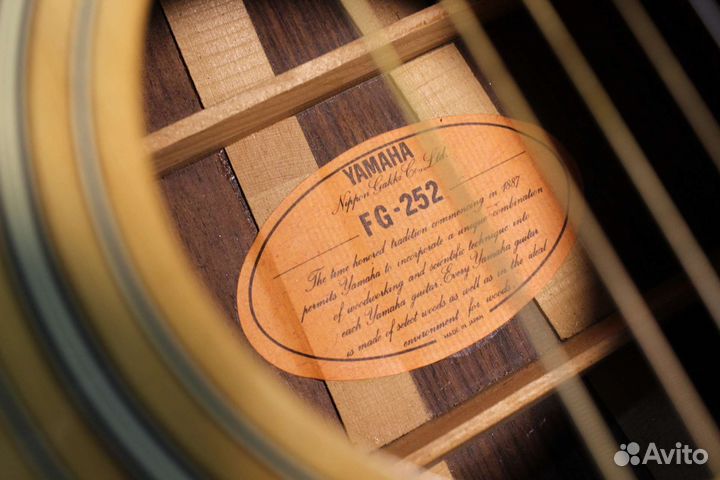 YAMAHA
Nippon Gakki Co., Ltd.
FG-252
The time honored tradition commencing in 1887
permits Yamaha to incorporate a unique combination
of woodworking and scientific technique into
each Yamaha guitar. Every Yamaha guitar
is made of select woods as well as in the ideal
environment for woods.
MADE IN JAPAN
Avito